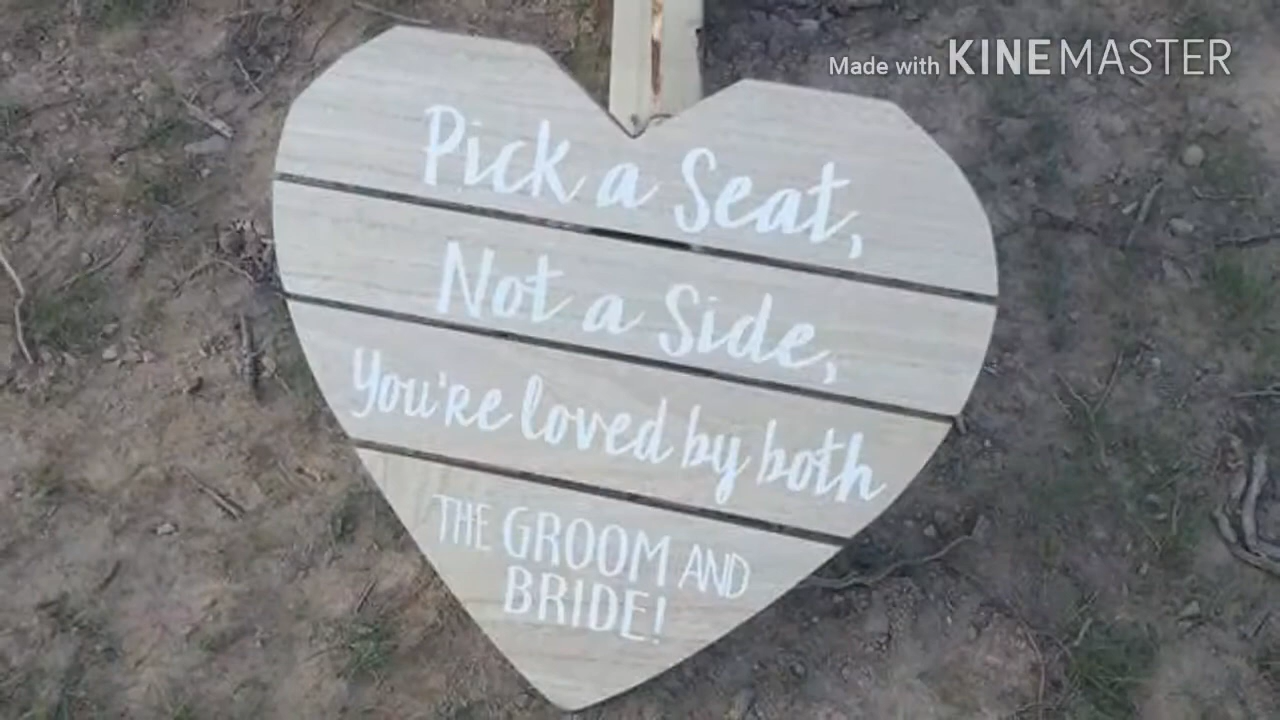 Made with KINEMASTER
Pick a Seat,
Not a Side,
You're loved by both
THE GROOM AND
BRIDE!